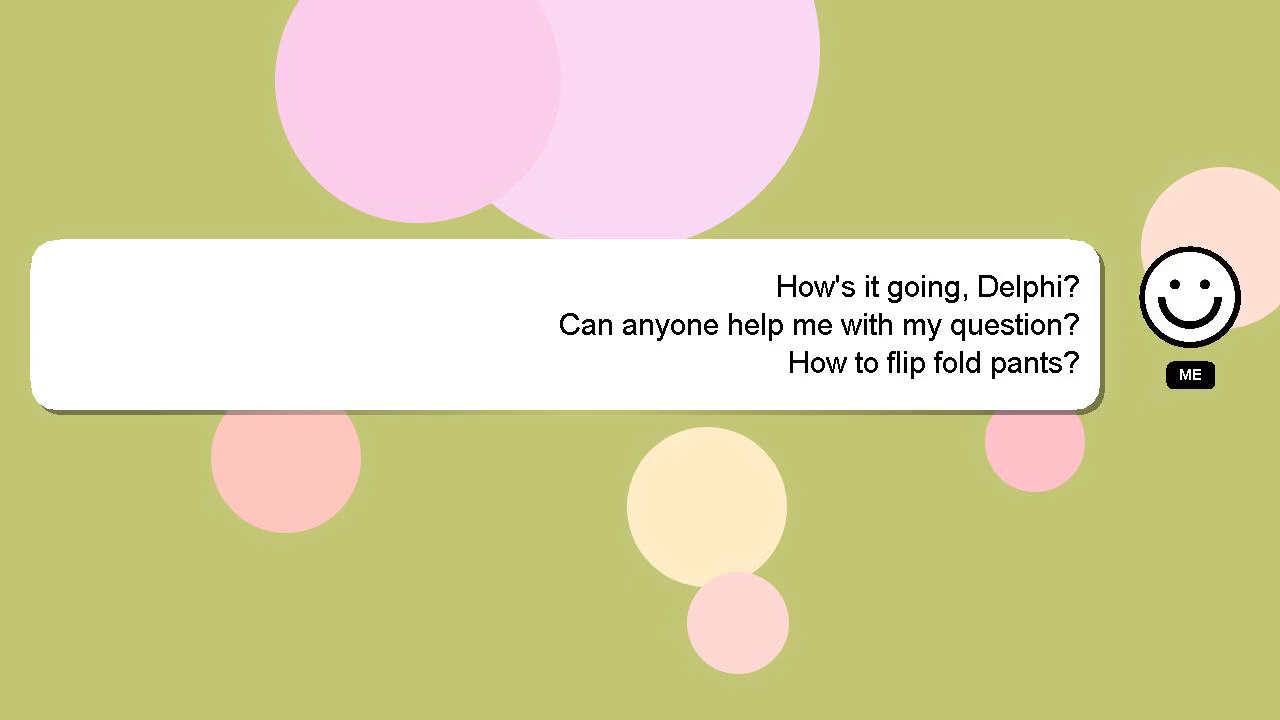 How's it going, Delphi?
Can anyone help me with my question?
How to flip fold pants?
ME